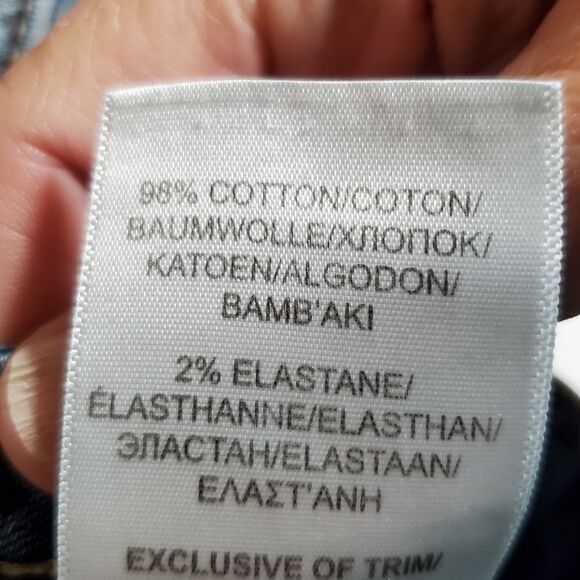 98% COTTON/COTON/
BAUMWOLLE/ХЛОПОК/
KATOEN/ALGODON/
BAMB'AKI
2% ELASTANE/
ÉLASTHANNE/ELASTHAN/
ЭПАСТАН/ELASTAAN/
ΕΛΑΣΤ'ΑΝΗ
EXCLUSIVE OF TRIM/